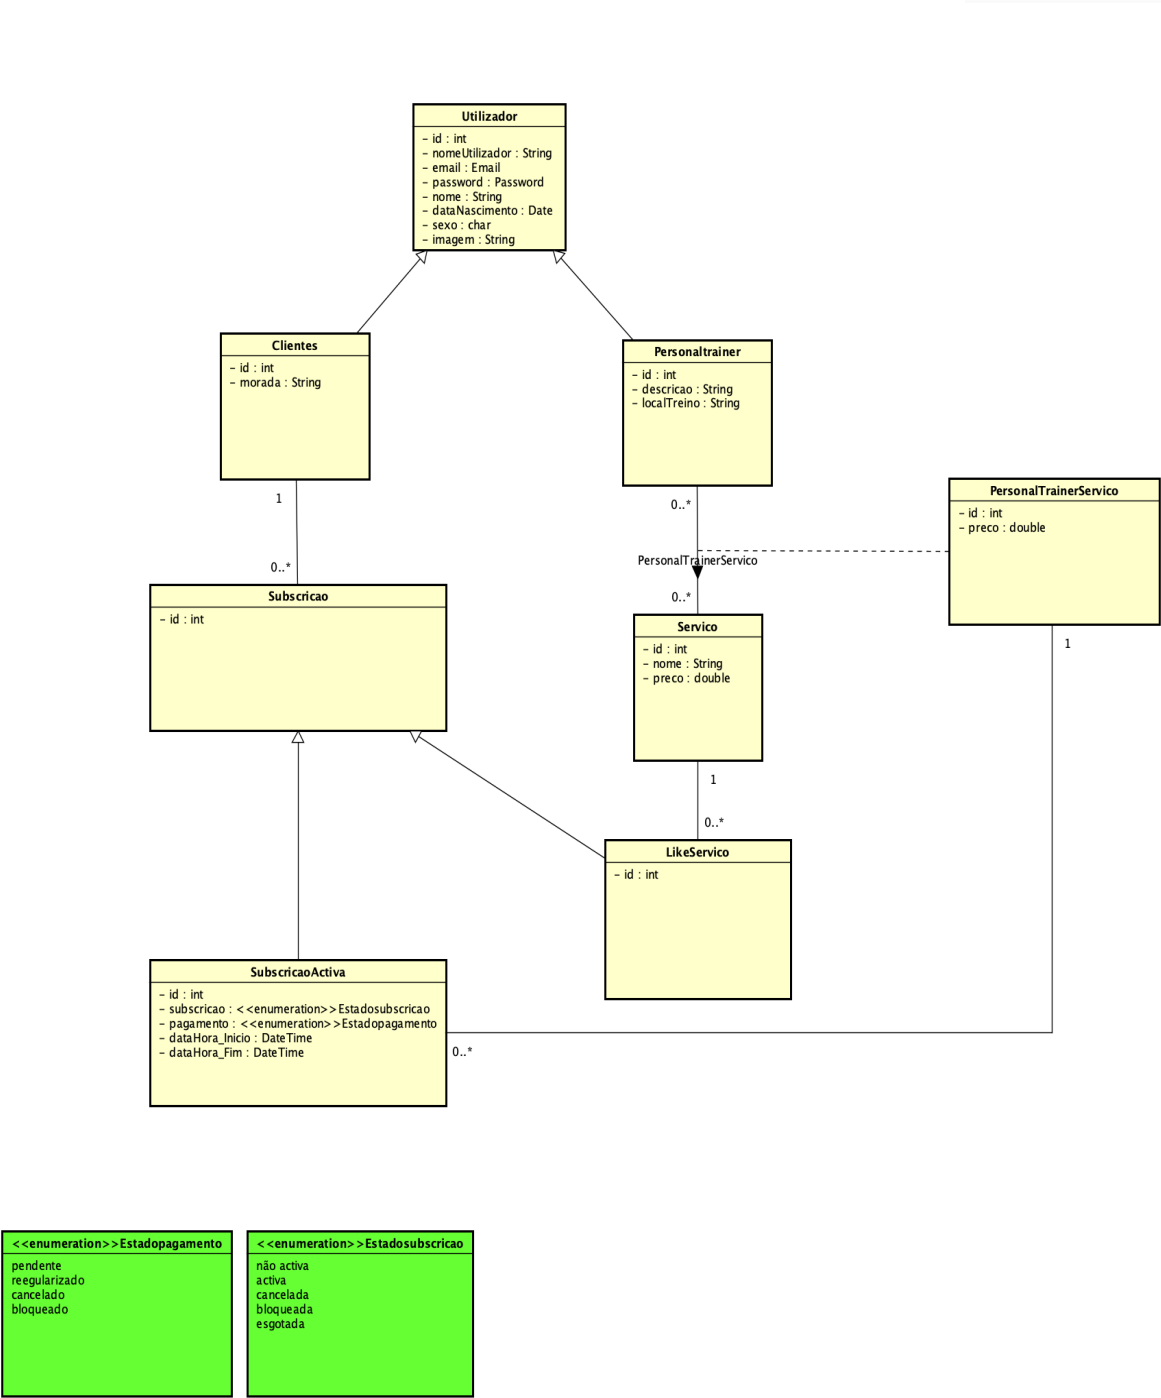 Utilizador
– id : int
– nomeUtilizador : String
– email : Email
– password : Password
– nome : String
– dataNascimento : Date
– sexo : char
– imagem : String
Clientes
– id : int
– morada : String
Personaltrainer
– id : int
– descricao : String
– localTreino : String
1
0..*
0..*
PersonalTrainerServico
0..*
PersonalTrainerServico
– id : int
– preco : double
1
Subscricao
– id : int
Servico
– id : int
– nome : String
– preco : double
1
0..*
LikeServico
– id : int
SubscricaoActiva
– id : int
– subscricao : <<enumeration>>Estadosubscricao
– pagamento : <<enumeration>>Estadopagamento
– dataHora_Inicio : DateTime
– dataHora_Fim : DateTime
0..*
<<enumeration>>Estadopagamento
pendente
reegularizado
cancelado
bloqueado
<<enumeration>>Estadosubscricao
não activa
activa
cancelada
bloqueada
esgotada